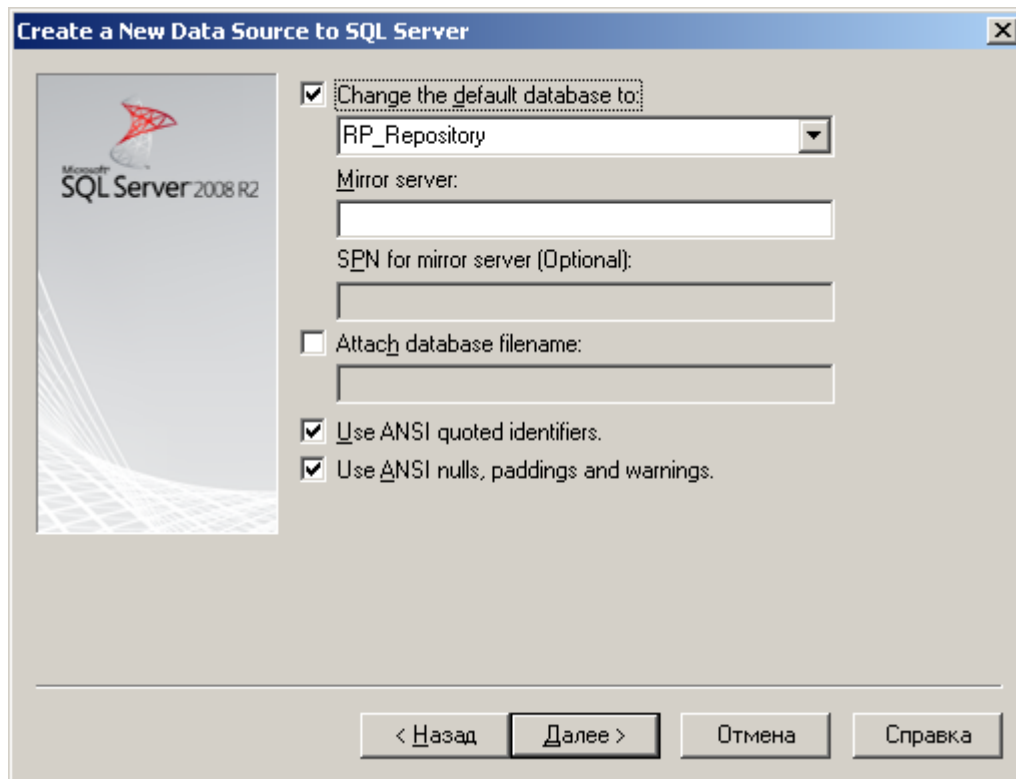 Create a New Data Source to SQL Server
Microsoft
SQL Server 2008 R2
Change the default database to:
RP_Repository
Mirror server:
SPN for mirror server (Optional):
Attach database filename:
Use ANSI quoted identifiers.
Use ANSI nulls, paddings and warnings.
< Назад
Далее >
Отмена
Справка